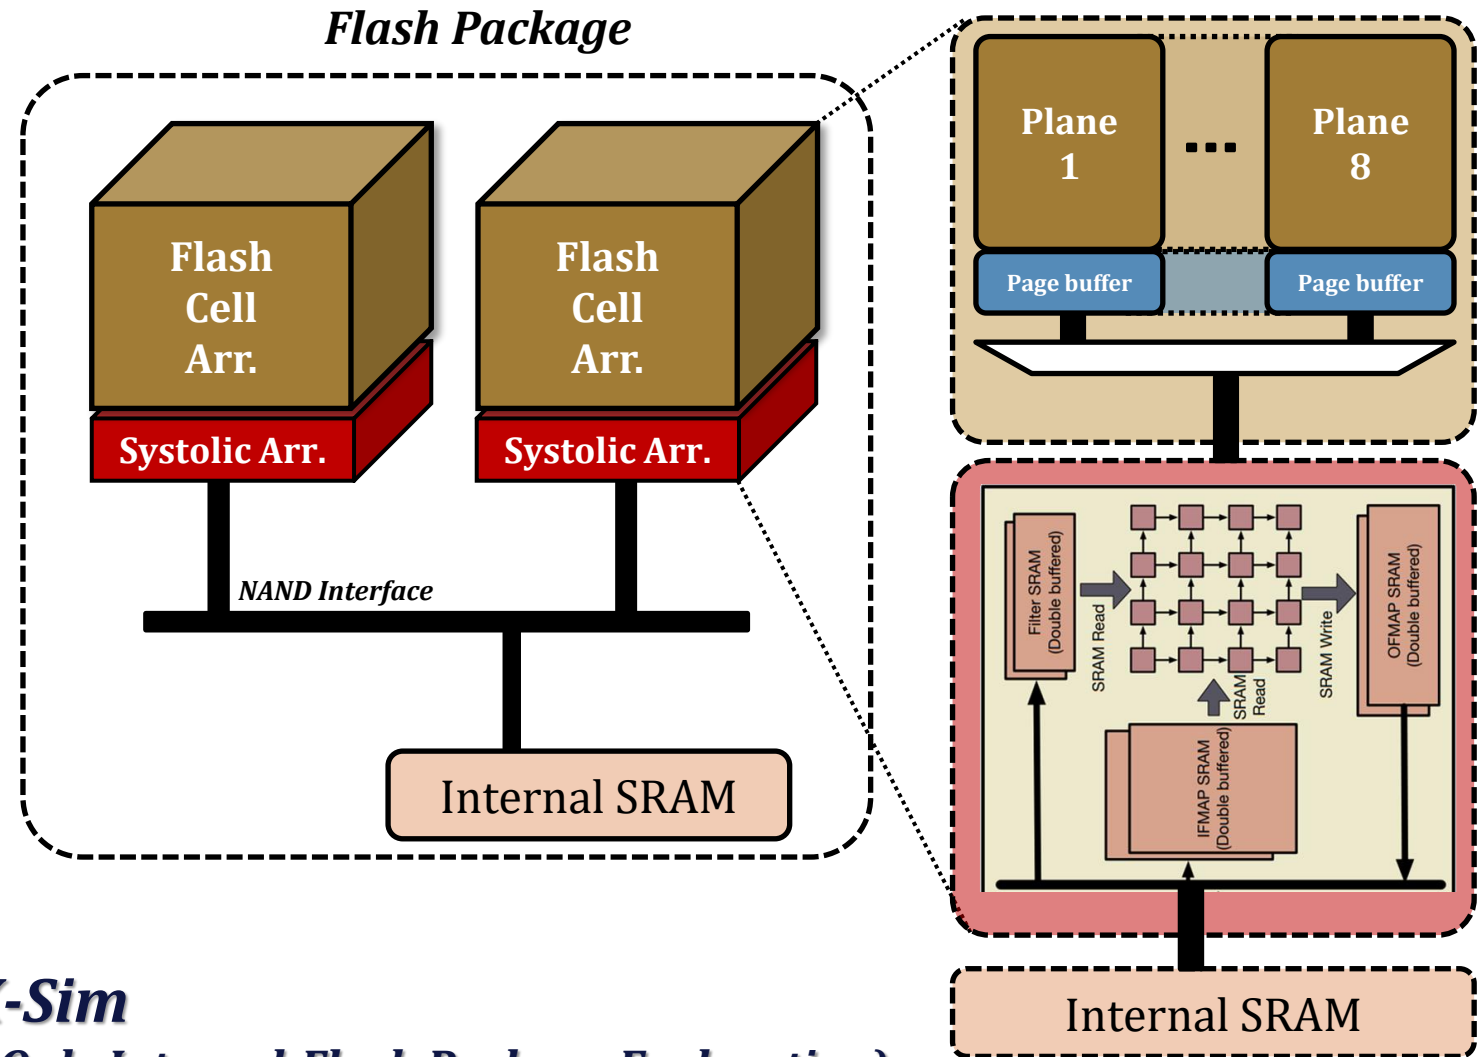 Flash Package
Flash
Cell
Arr.
Systolic Arr.
Flash
Cell
Arr.
Systolic Arr.
NAND Interface
Internal SRAM
Plane
1
...
Plane
8
Page buffer
Page buffer
Filter SRAM
(Double buffered)
SRAM Read
SRAM
Read
SRAM Write
OFMAP SRAM
(Double buffered)
IFMAP SRAM
(Double buffered)
Internal SRAM
-Sim